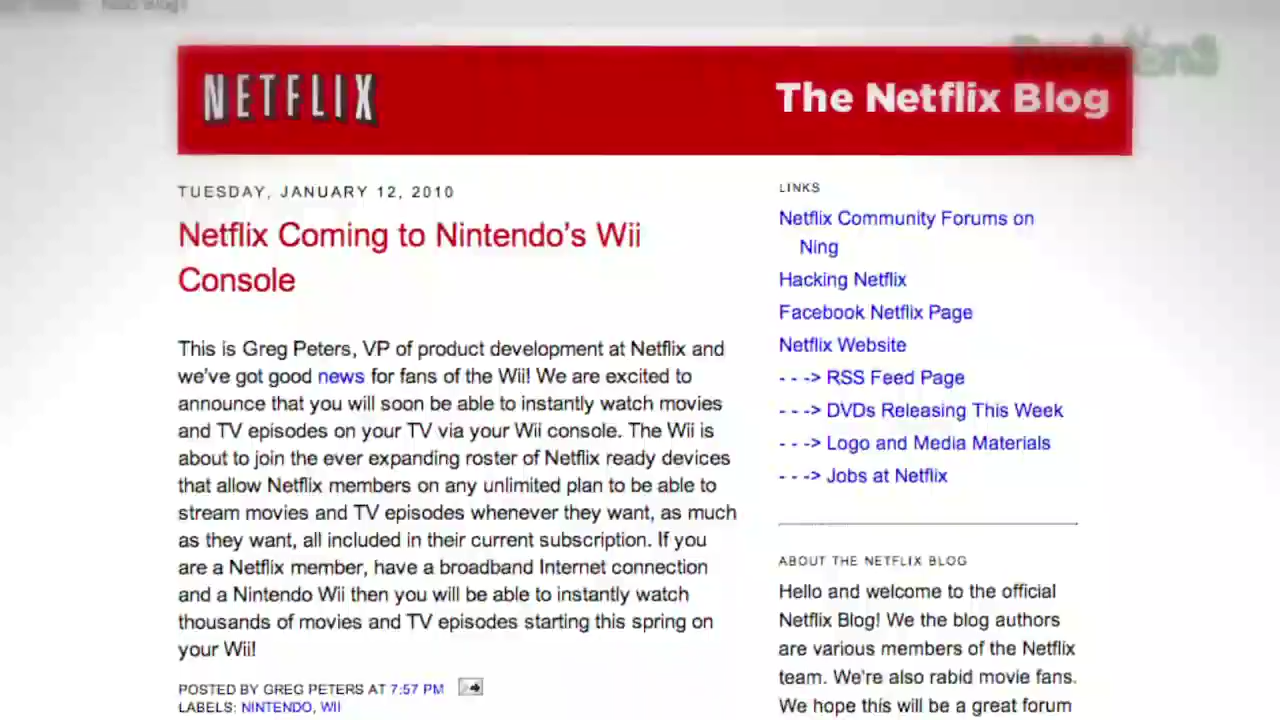 NETFLIX
The Netflix Blog
TUESDAY, JANUARY 12, 2010
Netflix Coming to Nintendo's Wii
Console
This is Greg Peters, VP of product development at Netflix and
we've got good news for fans of the Wii! We are excited to
announce that you will soon be able to instantly watch movies
and TV episodes on your TV via your Wii console. The Wii is
about to join the ever expanding roster of Netflix ready devices
that allow Netflix members on any unlimited plan to be able to
stream movies and TV episodes whenever they want, as much
as they want, all included in their current subscription. If you
are a Netflix member, have a broadband Internet connection
and a Nintendo Wii then you will be able to instantly watch
thousands of movies and TV episodes starting this spring on
your Wii!
POSTED BY GREG PETERS AT 7:57 PM
LABELS: NINTENDO, WII
LINKS
Netflix Community Forums on
Ning
Hacking Netflix
Facebook Netflix Page
Netflix Website
- - -> RSS Feed Page
- - -> DVDs Releasing This Week
- - -> Logo and Media Materials
- - -> Jobs at Netflix
ABOUT THE NETFLIX BLOG
Hello and welcome to the official
Netflix Blog! We the blog authors
are various members of the Netflix
team. We're also rabid movie fans.
We hope this will be a great forum